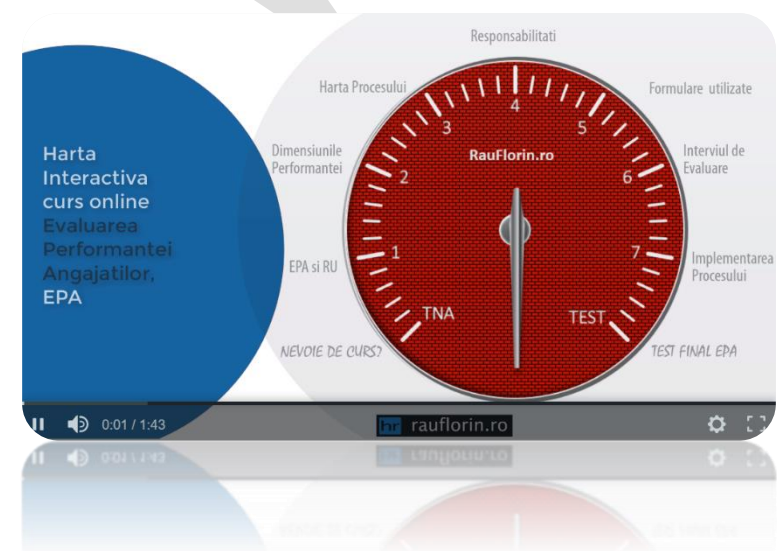 Harta
Interactiva
curs online
Evaluarea
Performantei
Angajatilor,
EPA
Responsabilitati
Harta Procesului
Formulare utilizate
Dimensiunile
Performantei
Interviul de
Evaluare
EPA si RU
Implementarea
Procesului
NEVOIE DE CURS?
TEST FINAL EPA
RauFlorin.ro
TNA
1
2
3
4
5
6
7
TEST
0:01 / 1:43
hr rauflorin.ro